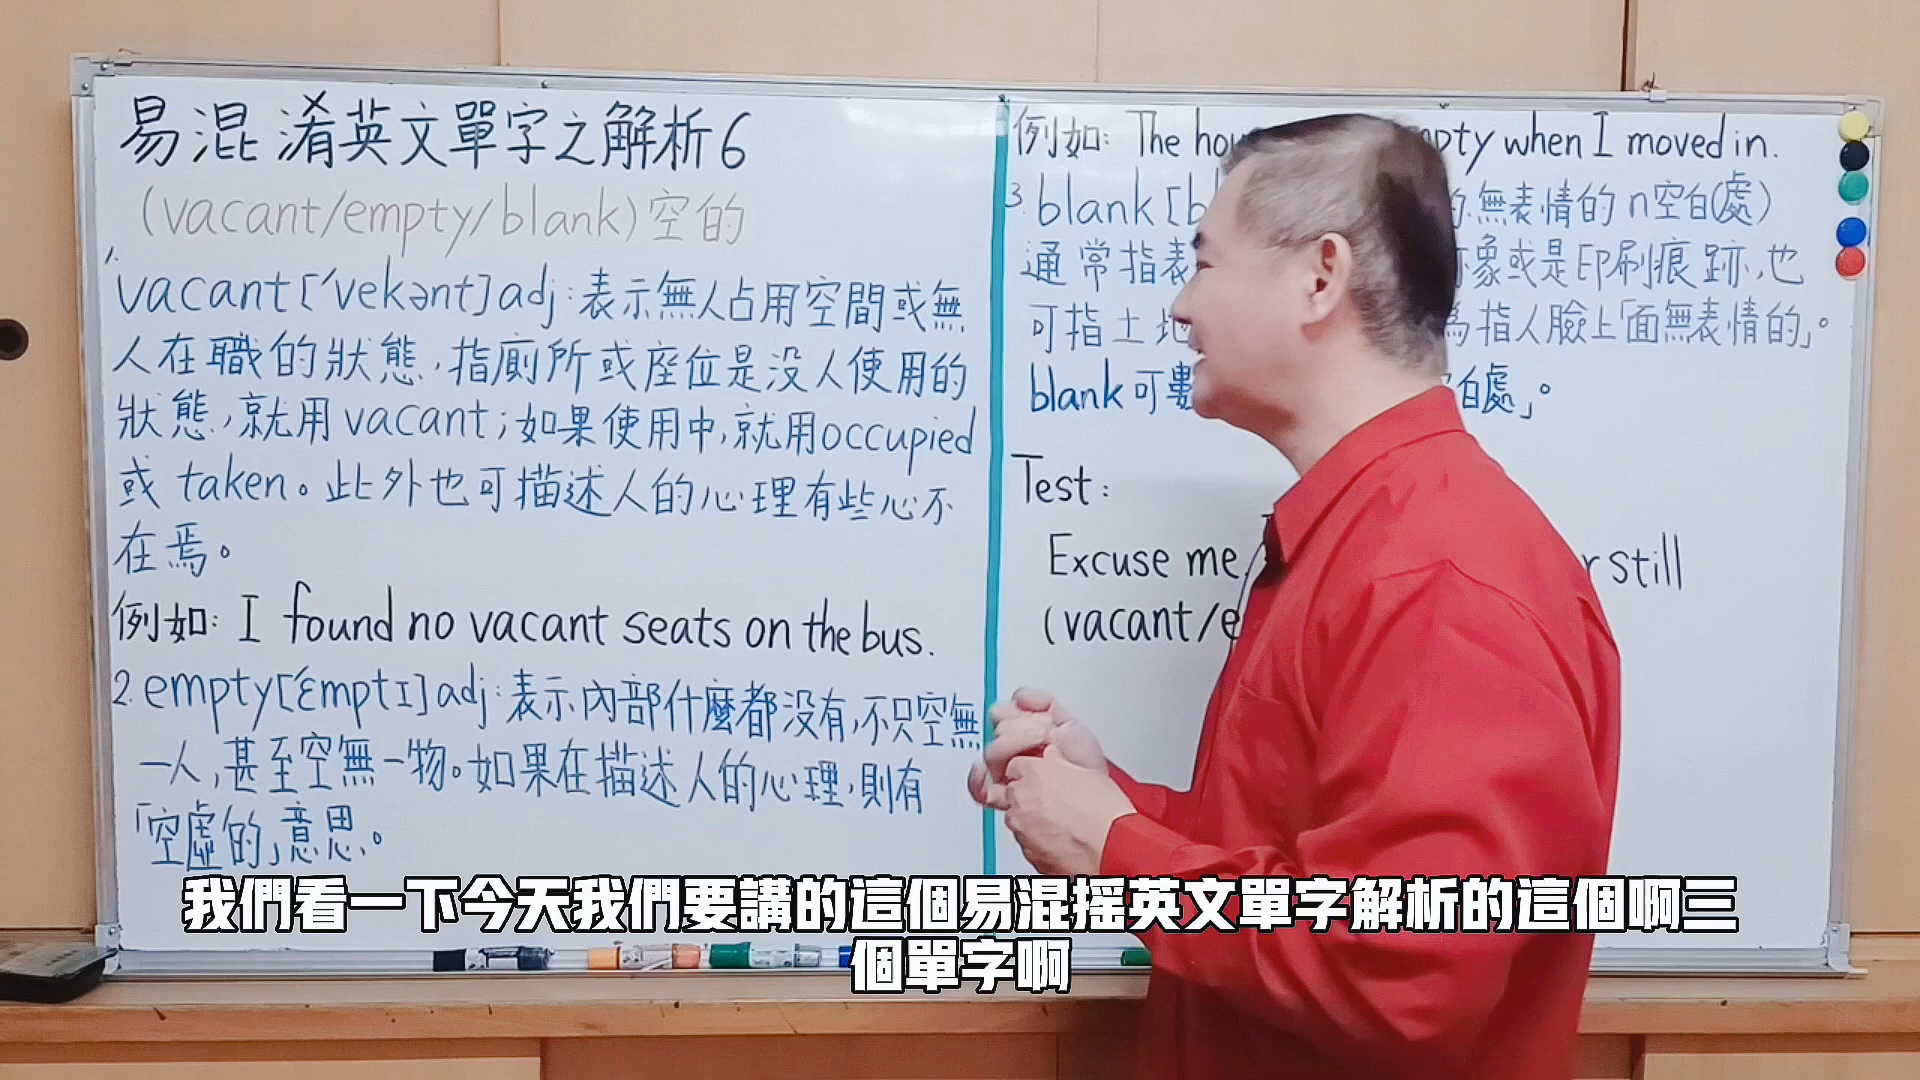 易混淆英文單字之解析6
(vacant/empty/blank)空的
1.
vacant[ˊvekənt]adj:表示無人占用空間或無
人在職的狀態,指廁所或座位是沒人使用的
狀態,就用vacant;如果使用中,就用occupied
或 taken。此外也可描述人的心理有些心不
在焉。
例如: I found no vacant seats on the bus.
2.empty[ˊɛmptɪ]adj:表示內部什麼都没有,不只空無
一人,甚至空無一物。如果在描述人的心理,則有
「空虛的」意思。
例如: The hou pty when I moved in.
3.blank[b 的.無表情的 n空白(處)
通常指表 象或是印刷痕跡,也
可指土地 為指人臉上「面無表情的」。
blank可數 白處」。
Test:
Excuse me, r still
(vacant/e
我們看一下今天我們要講的這個易混搖英文單字解析的這個啊三
個單字啊